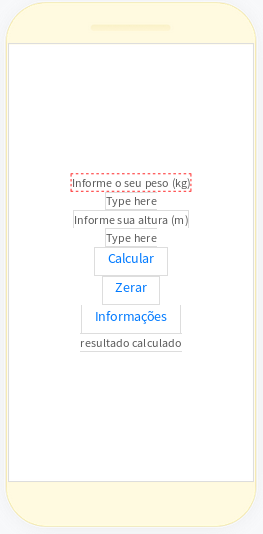 Informe o seu peso (kg)
Type here
Informe sua altura (m)
Type here
Calcular
Zerar
Informações
resultado calculado